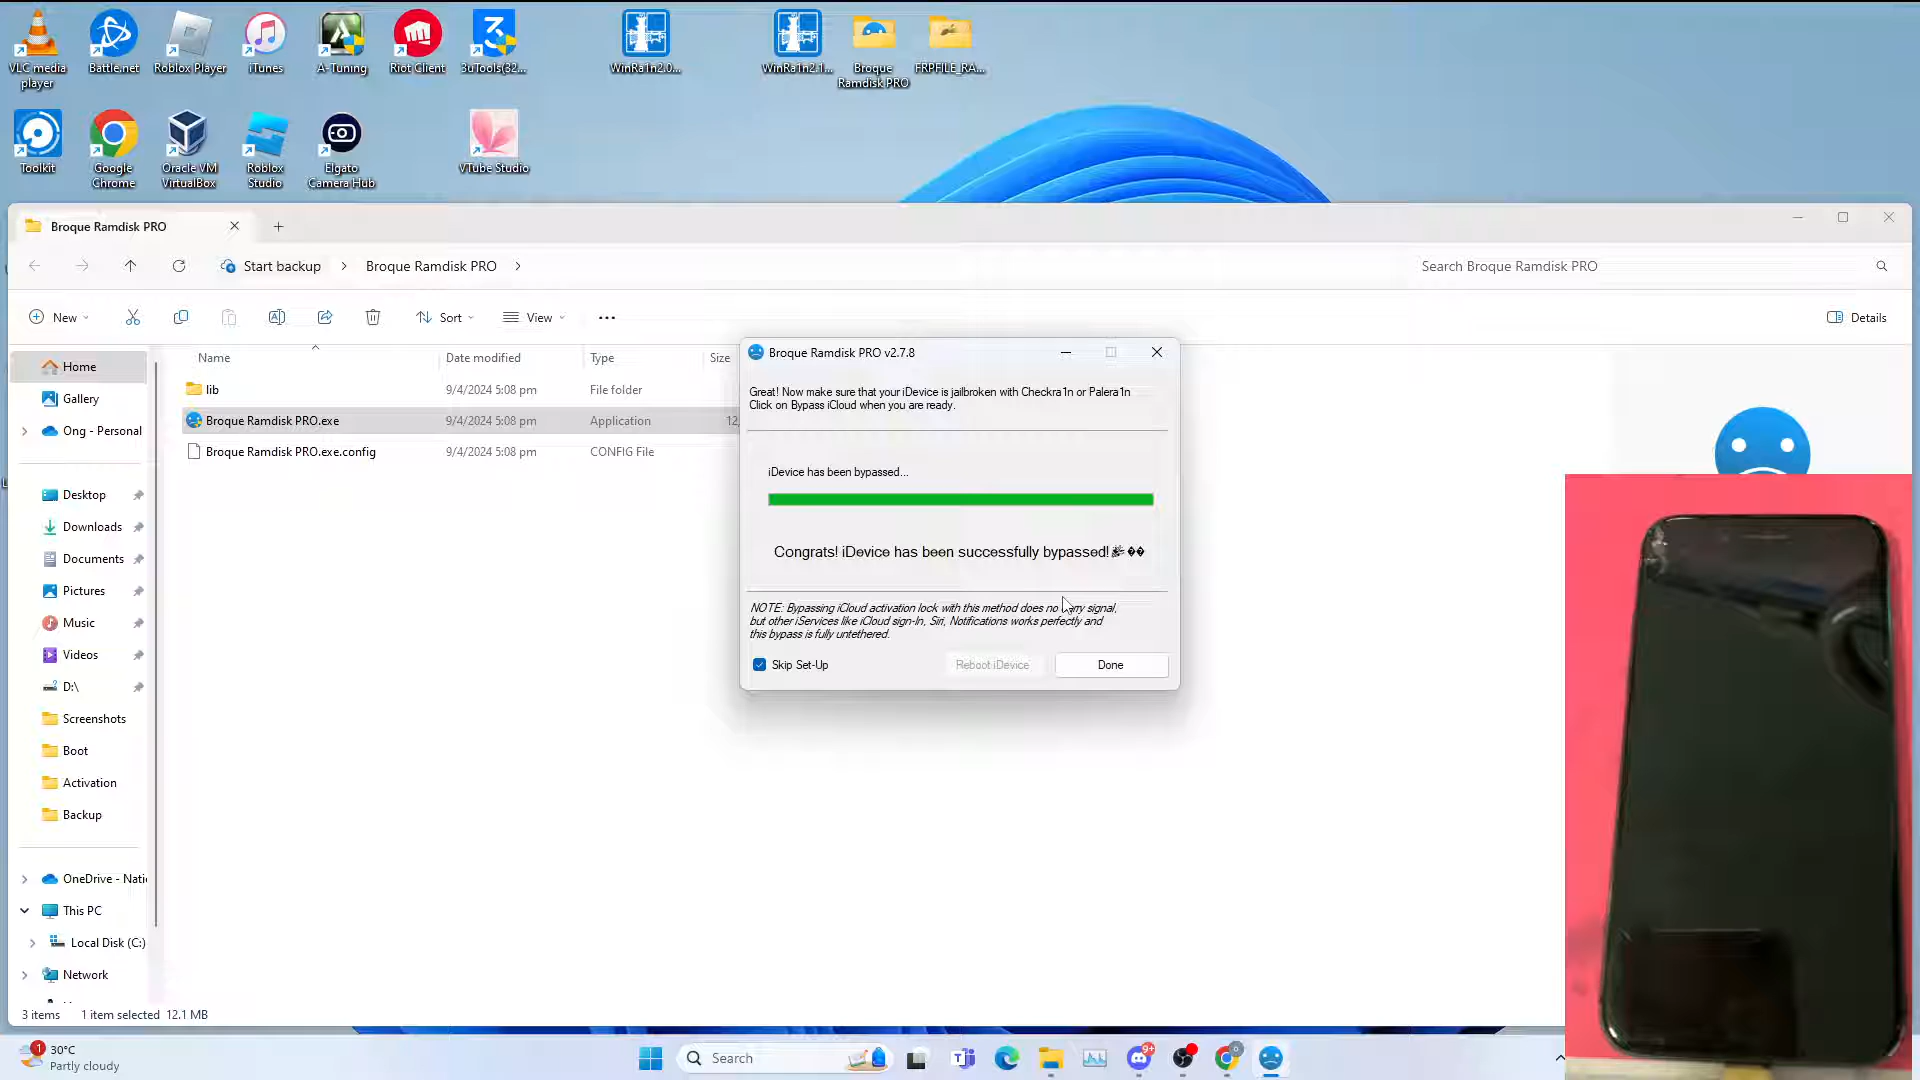 VLC media
player
Battle.net
Roblox Player
iTunes
A-Tuning
Riot Client
3uTools(32...
WinRa1n2.0...
WinRa1n2.1...
Broque
Ramdisk PRO
FRPFILE_RA...
Toolkit
Google
Chrome
Oracle VM
VirtualBox
Roblox
Studio
Elgato
Camera Hub
VTube Studio
Broque Ramdisk PRO
Start backup
Broque Ramdisk PRO
Search Broque Ramdisk PRO
New
Sort
View
Details
Name
Date modified
Type
Size
lib
9/4/2024 5:08 pm
File folder
Broque Ramdisk PRO.exe
9/4/2024 5:08 pm
Application
12,
Broque Ramdisk PRO.exe.config
9/4/2024 5:08 pm
CONFIG File
Home
Gallery
Ong - Personal
Desktop
Downloads
Documents
Pictures
Music
Videos
D:\
Screenshots
Boot
Activation
Backup
OneDrive - Nati
This PC
Local Disk (C:)
Network
3 items
1 item selected 12.1 MB
Broque Ramdisk PRO v2.7.8
Great! Now make sure that your iDevice is jailbroken with Checkra1n or Palera1n
Click on Bypass iCloud when you are ready.
iDevice has been bypassed...
Congrats! iDevice has been successfully bypassed!
NOTE: Bypassing iCloud activation lock with this method does no signal,
but other iServices like iCloud sign-In, Siri, Notifications works perfectly and
this bypass is fully untethered.
Skip Set-Up
Reboot iDevice
Done
1
30°C
Partly cloudy
Search
9+